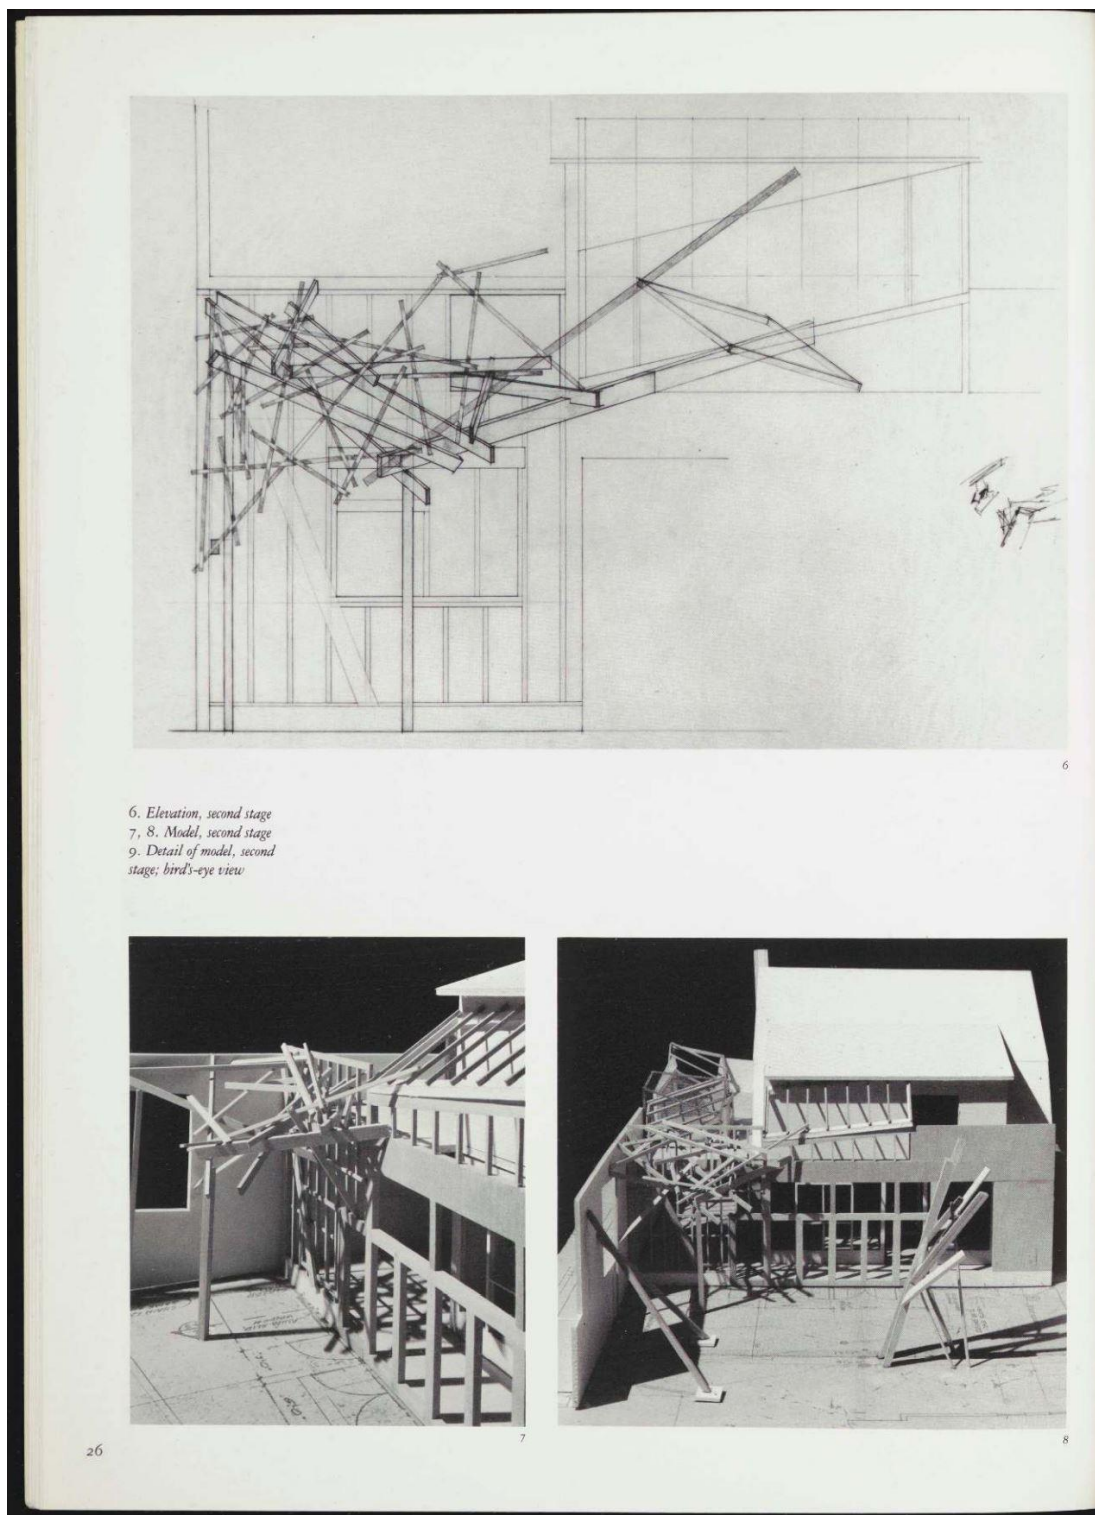 6
6. Elevation, second stage
7, 8. Model, second stage
9. Detail of model, second
stage; bird's-eye view
7
8
26